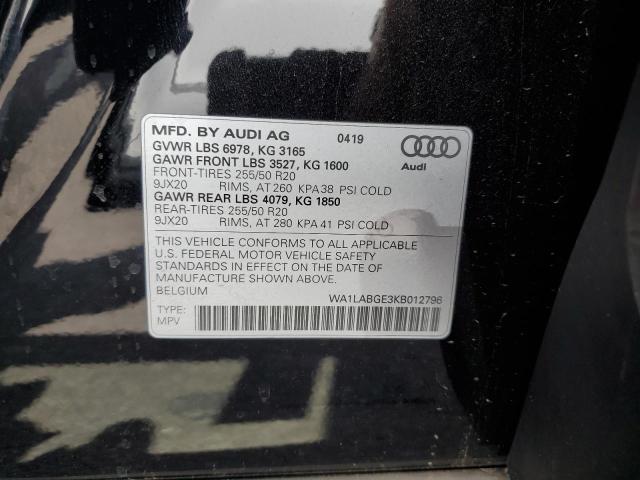 MFD. BY AUDI AG 0419
GVWR LBS 6978, KG 3165
GAWR FRONT LBS 3527, KG 1600
FRONT-TIRES 255/50 R20
9JX20 RIMS, AT 260 KPA38 PSI COLD
GAWR REAR LBS 4079, KG 1850
REAR-TIRES 255/50 R20
9JX20 RIMS, AT 280 KPA 41 PSI COLD
Audi
THIS VEHICLE CONFORMS TO ALL APPLICABLE
U.S. FEDERAL MOTOR VEHICLE SAFETY
STANDARDS IN EFFECT ON THE DATE OF
MANUFACTURE SHOWN ABOVE.
BELGIUM WA1LABGE3KB012796
TYPE:
MPV